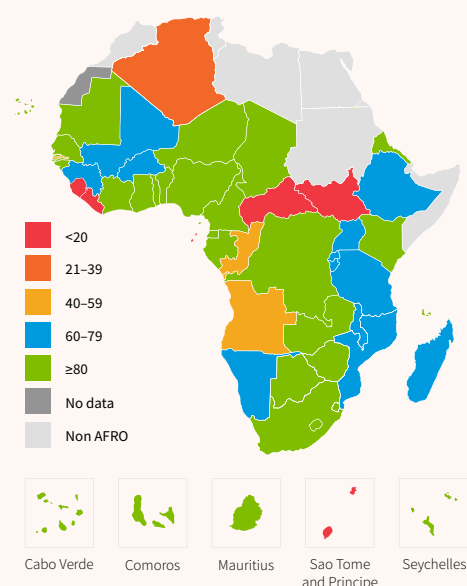 <20
21–39
40–59
60–79
≥80
No data
Non AFRO
Cabo Verde
Comoros
Mauritius
Sao Tome
and Principe
Seychelles